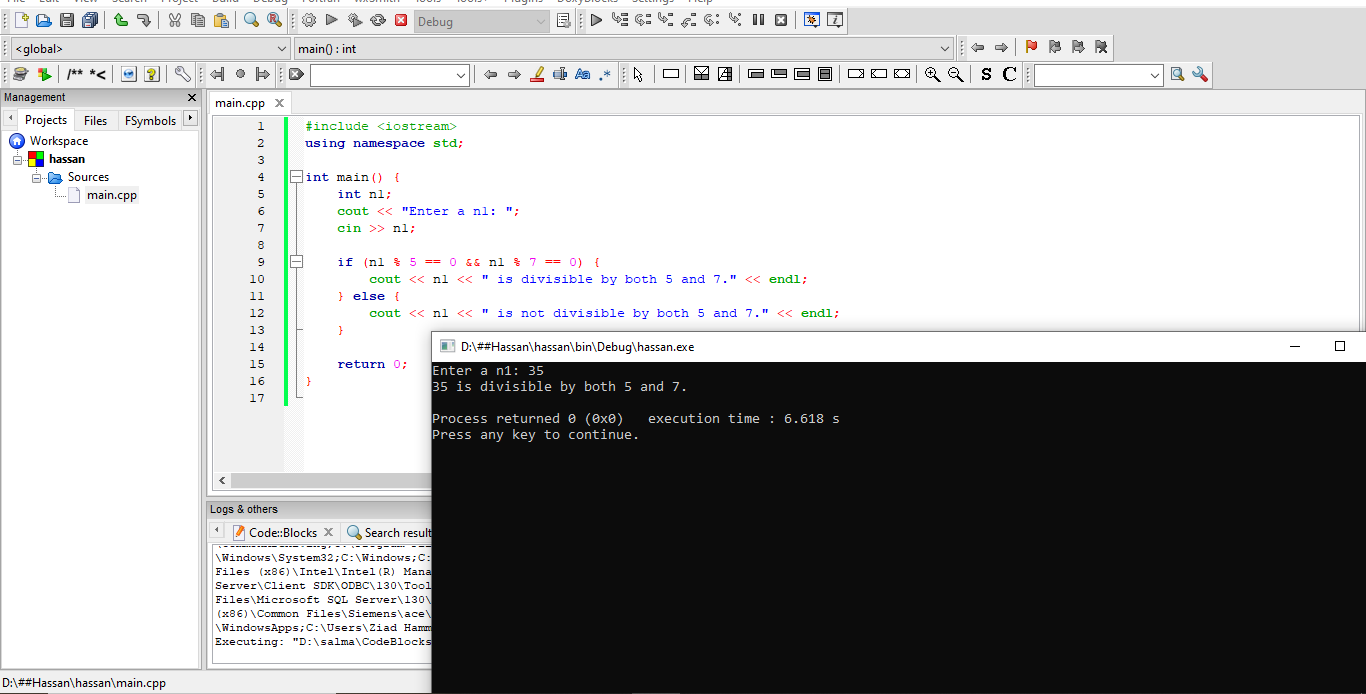 Debug
<global>
main() : int
/** *<
Aa .*
S C
Management
main.cpp
Projects Files FSymbols
Workspace
hassan
Sources
main.cpp
1 #include <iostream>
2 using namespace std;
3
4 int main() {
5 int n1;
6 cout << "Enter a n1: ";
7 cin >> n1;
8
9 if (n1 % 5 == 0 && n1 % 7 == 0) {
10 cout << n1 << " is divisible by both 5 and 7." << endl;
11 } else {
12 cout << n1 << " is not divisible by both 5 and 7." << endl;
13 }
14
15 return 0;
16 }
17
D:\##Hassan\hassan\bin\Debug\hassan.exe
Enter a n1: 35
35 is divisible by both 5 and 7.
Process returned 0 (0x0) execution time : 6.618 s
Press any key to continue.
Logs & others
Code::Blocks Search result
\Windows\System32;C:\Windows;C:
Files (x86)\Intel\Intel(R) Mana
Server\Client SDK\ODBC\130\Tool
Files\Microsoft SQL Server\130\
(x86)\Common Files\Siemens\ace\
\WindowsApps;C:\Users\Ziad Hamm
Executing: "D:\salma\CodeBlocks
D:\##Hassan\hassan\main.cpp